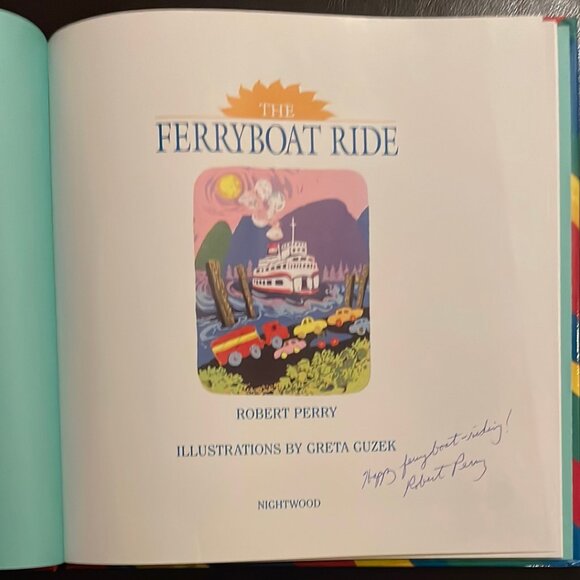 THE
FERRYBOAT RIDE
ROBERT PERRY
ILLUSTRATIONS BY GRETA GUZEK
Happy ferryboat-riding!
Robert Perry
NIGHTWOOD